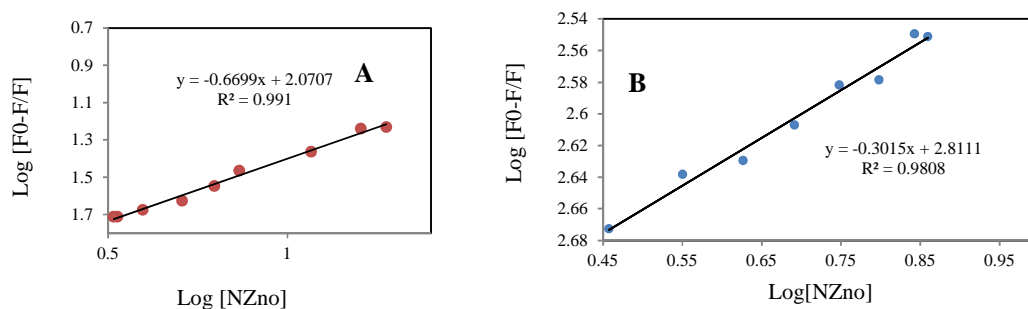 0.7
0.9
1.1
1.3
1.5
1.7
0.5
1
Log [F0-F/F]
Log [NZno]
y = -0.6699x + 2.0707
R² = 0.991
A
2.54
2.56
2.58
2.6
2.62
2.64
2.66
2.68
0.45
0.55
0.65
0.75
0.85
0.95
Log [F0-F/F]
Log[NZno]
B
y = -0.3015x + 2.8111
R² = 0.9808